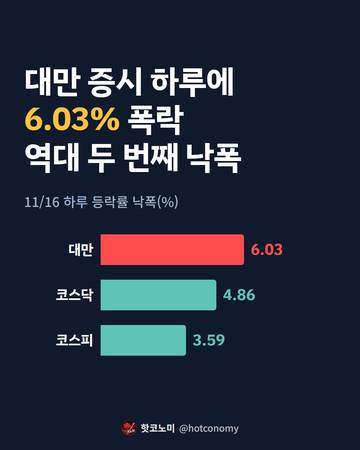 대만 증시 하루에
6.03% 폭락
역대 두 번째 낙폭
11/16 하루 등락률 낙폭(%)
대만 6.03
코스닥 4.86
코스피 3.59
핫코노미 @hotconomy